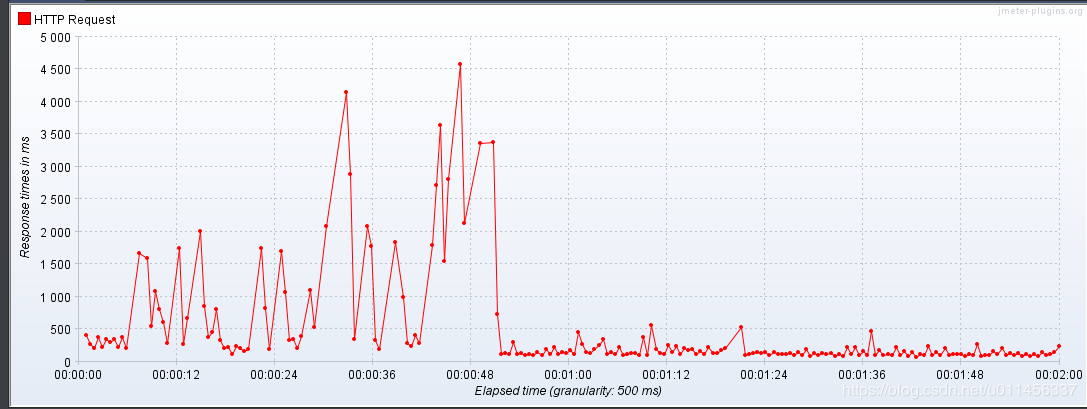 jmeter-plugins.org
HTTP Request
5 000
4 500
4 000
3 500
3 000
2 500
2 000
1 500
1 000
500
0
Response times in ms
00:00:00 00:00:12 00:00:24 00:00:36 00:00:48 00:01:00 00:01:12 00:01:24 00:01:36 00:01:48 00:02:00
Elapsed time (granularity: 500 ms)
https://blog.csdn.net/u011456337